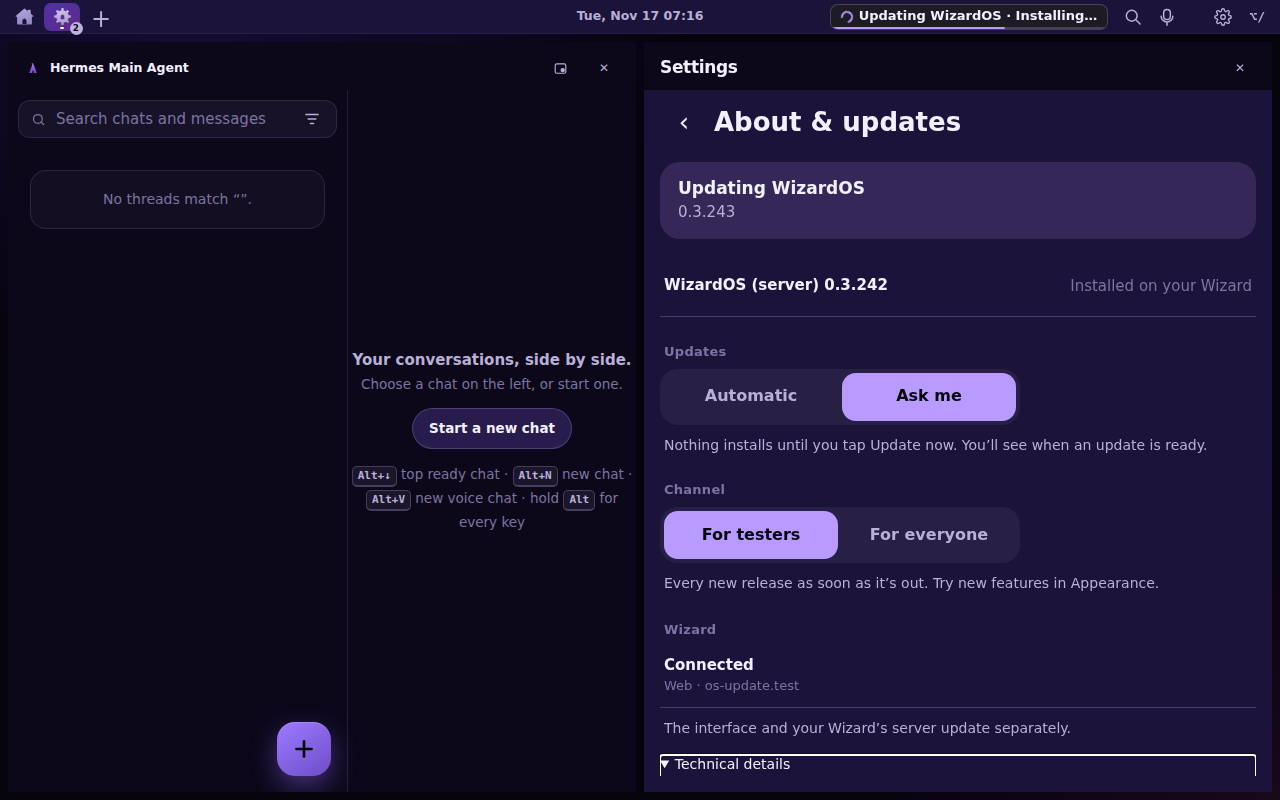 2
Tue, Nov 17 07:16
Updating WizardOS · Installing…
Hermes Main Agent
Search chats and messages
No threads match “”.
Your conversations, side by side.
Choose a chat on the left, or start one.
Start a new chat
Alt+↓ top ready chat · Alt+N new chat ·
Alt+V new voice chat · hold Alt for
every key
Settings
About & updates
Updating WizardOS
0.3.243
WizardOS (server) 0.3.242
Installed on your Wizard
Updates
Automatic
Ask me
Nothing installs until you tap Update now. You’ll see when an update is ready.
Channel
For testers
For everyone
Every new release as soon as it’s out. Try new features in Appearance.
Wizard
Connected
Web · os-update.test
The interface and your Wizard’s server update separately.
▼ Technical details